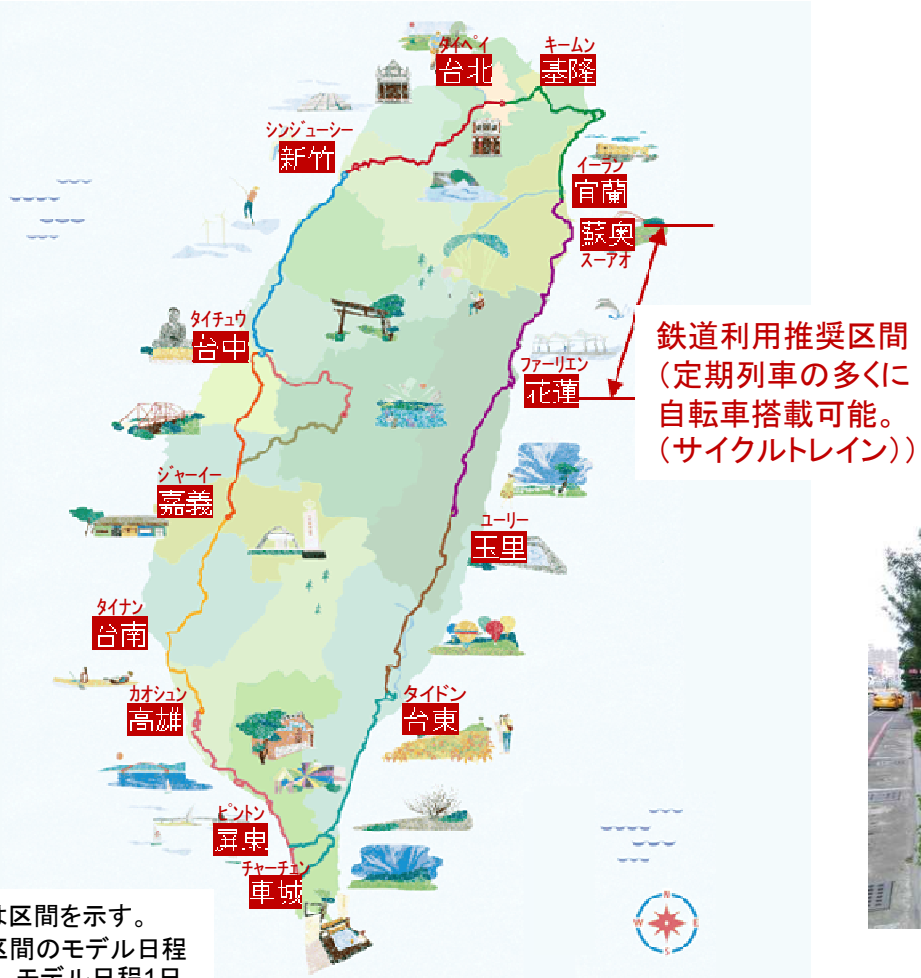 タイペイ
台北
キームン
基隆
シンジューシー
新竹
イーラン
宜蘭
蘇奥
スーアオ
タイチュウ
台中
鉄道利用推奨区間
（定期列車の多くに
自転車搭載可能。
（サイクルトレイン））
ファーリエン
花蓮
ジャーイー
嘉義
ユーリー
玉里
タイナン
台南
カオシュン
高雄
タイドン
台東
ピントン
屏東
チャーチェン
車城
は区間を示す。
区間のモデル日程
モデル日程1日
N
W
E
S